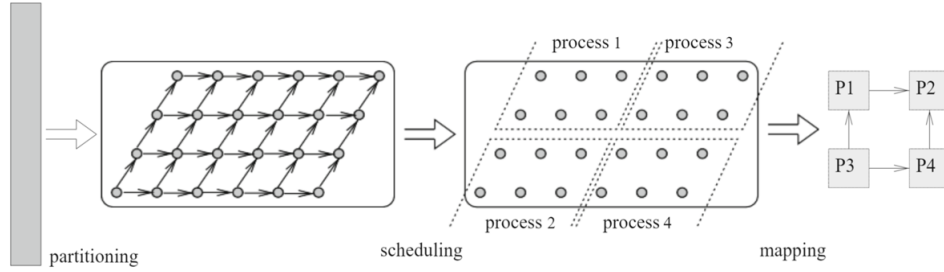 process 1
process 3
P1
P2
P3
P4
process 2
process 4
partitioning
scheduling
mapping